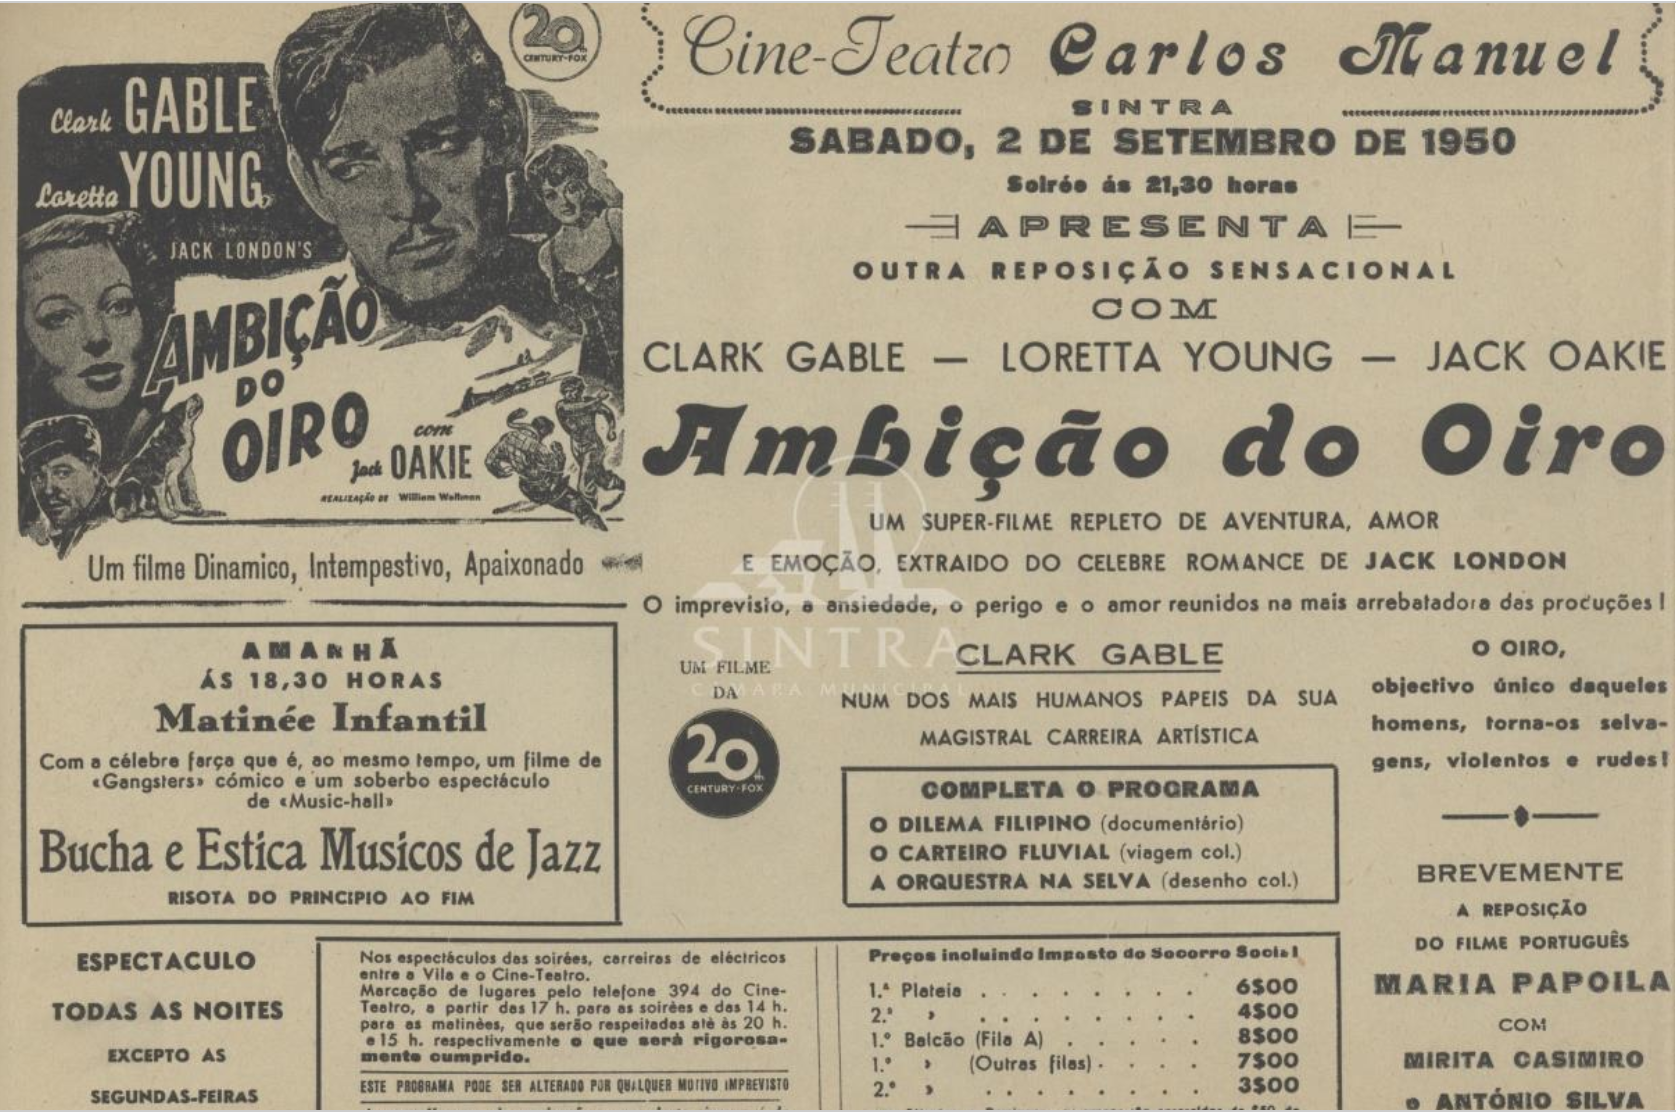 20th
CENTURY-FOX
Clark GABLE
Loretta YOUNG,
JACK LONDON'S
AMBIÇÃO
DO
OIRO
com
Jack OAKIE
REALIZAÇÃO DE William Wellman
Um filme Dinamico, Intempestivo, Apaixonado
Cine-Teatro Carlos Manuel
SINTRA
SABADO, 2 DE SETEMBRO DE 1950
Soirée ás 21,30 horas
APRESENTA
OUTRA REPOSIÇÃO SENSACIONAL
COM
CLARK GABLE — LORETTA YOUNG — JACK OAKIE
Ambição do Oiro
UM SUPER-FILME REPLETO DE AVENTURA, AMOR
E EMOÇÃO, EXTRAIDO DO CELEBRE ROMANCE DE JACK LONDON
O imprevisto, a ansiedade, o perigo e o amor reunidos na mais arrebatadora das produções!
SINTRA
CÂMARA MUNICIPAL
AMANHÃ
ÁS 18,30 HORAS
Matinée Infantil
Com a célebre farça que é, ao mesmo tempo, um filme de
«Gangsters» cómico e um soberbo espectáculo
de «Music-hall»
Bucha e Estica Musicos de Jazz
RISOTA DO PRINCIPIO AO FIM
UM FILME
DA
20th
CENTURY-FOX
CLARK GABLE
NUM DOS MAIS HUMANOS PAPEIS DA SUA
MAGISTRAL CARREIRA ARTÍSTICA
COMPLETA O PROGRAMA
O DILEMA FILIPINO (documentário)
O CARTEIRO FLUVIAL (viagem col.)
A ORQUESTRA NA SELVA (desenho col.)
O OIRO,
objectivo único daqueles
homens, torna-os selva-
gens, violentos e rudes!
BREVEMENTE
A REPOSIÇÃO
DO FILME PORTUGUÊS
MARIA PAPOILA
COM
MIRITA CASIMIRO
e ANTÓNIO SILVA
ESPECTACULO
TODAS AS NOITES
EXCEPTO AS
SEGUNDAS-FEIRAS
Nos espectáculos das soirées, carreiras de eléctricos
entre a Vila e o Cine-Teatro.
Marcação de lugares pelo telefone 394 do Cine-
Teatro, a partir das 17 h. para as soirèes e das 14 h.
para as matinèes, que serão respeitadas atè às 20 h.
e 15 h. respectivamente o que será rigorosa-
mente cumprido.
ESTE PROGRAMA PODE SER ALTERADO POR QUALQUER MOTIVO IMPREVISTO
Preços incluindo Imposto do Socorro Social
1.ª Plateia . . . . . . . . 6$00
2.ª » . . . . . . . . 4$00
1.º Balcão (Fila A) . . . . . 8$00
1.º » (Outras filas) . . . . 7$00
2.º » . . . . . . . . 3$00